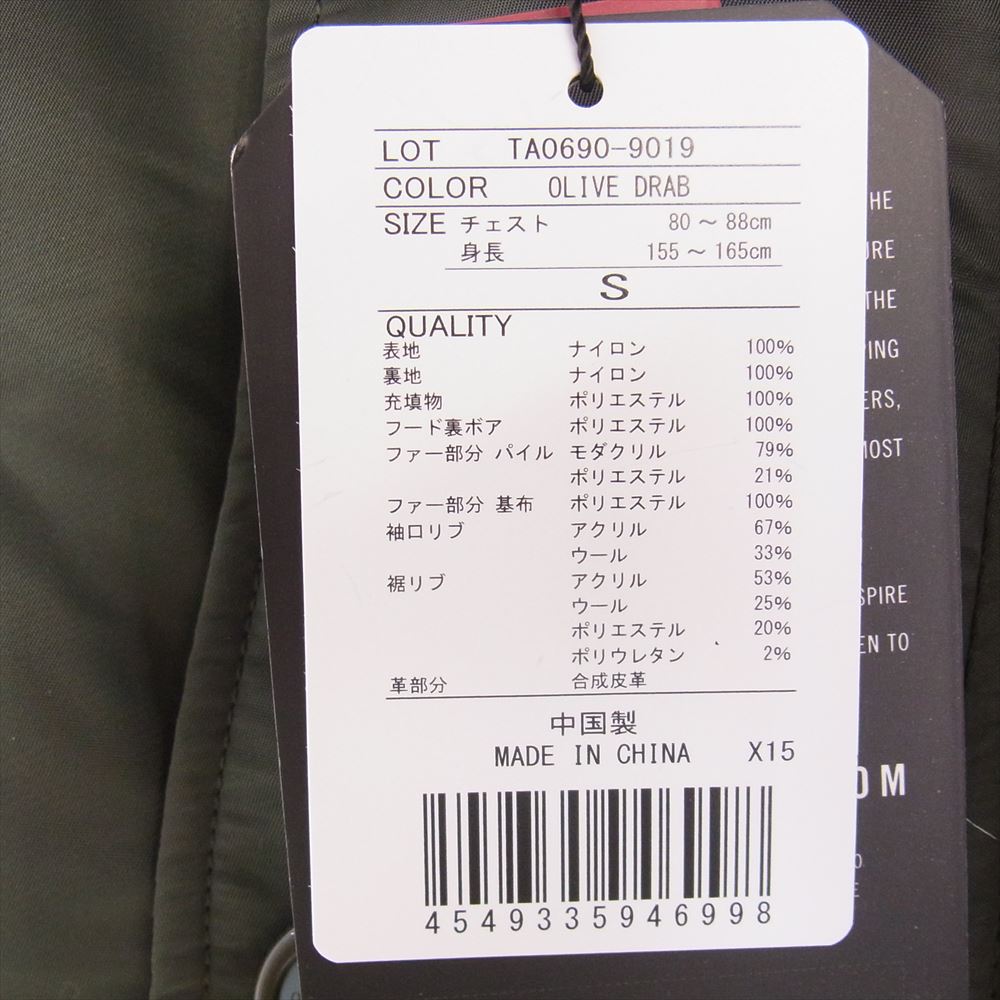 LOT TA0690-9019
COLOR OLIVE DRAB
SIZE チェスト 80～88cm
身長 155～165cm
S
QUALITY
表地 ナイロン 100%
裏地 ナイロン 100%
充填物 ポリエステル 100%
フード裏ボア ポリエステル 100%
ファー部分 パイル モダクリル 79%
ポリエステル 21%
ファー部分 基布 ポリエステル 100%
袖口リブ アクリル 67%
ウール 33%
裾リブ アクリル 53%
ウール 25%
ポリエステル 20%
ポリウレタン 2%
革部分 合成皮革
中国製
MADE IN CHINA X15
4549335946998
HE
URE
THE
PING
ERS,
MOST
SPIRE
EN TO
OM